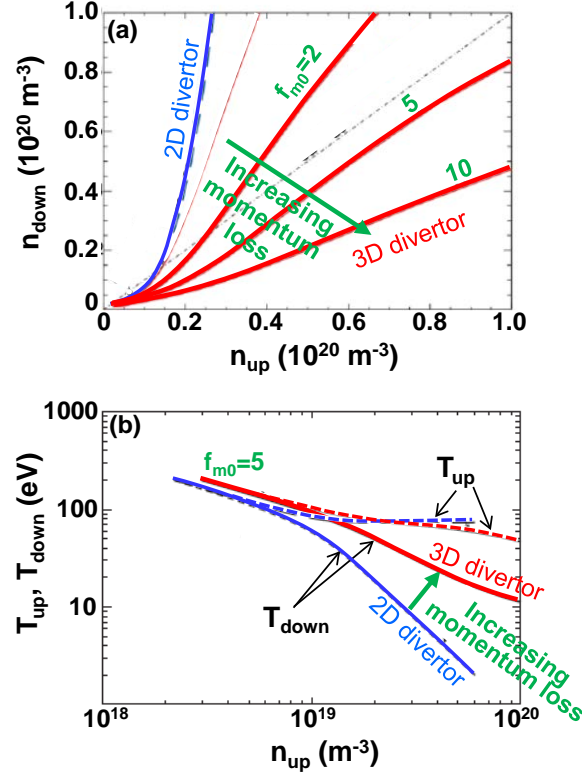 (a)
1.0
0.8
0.6
0.4
0.2
0
n_down (10^20 m^-3)
2D divertor
f_m0=2
5
10
Increasing
momentum
loss
3D divertor
0.2
0.4
0.6
0.8
1.0
n_up (10^20 m^-3)
(b)
1000
100
10
T_up, T_down (eV)
f_m0=5
T_up
3D divertor
T_down
2D divertor
Increasing
momentum loss
10^18
10^19
10^20
n_up (m^-3)